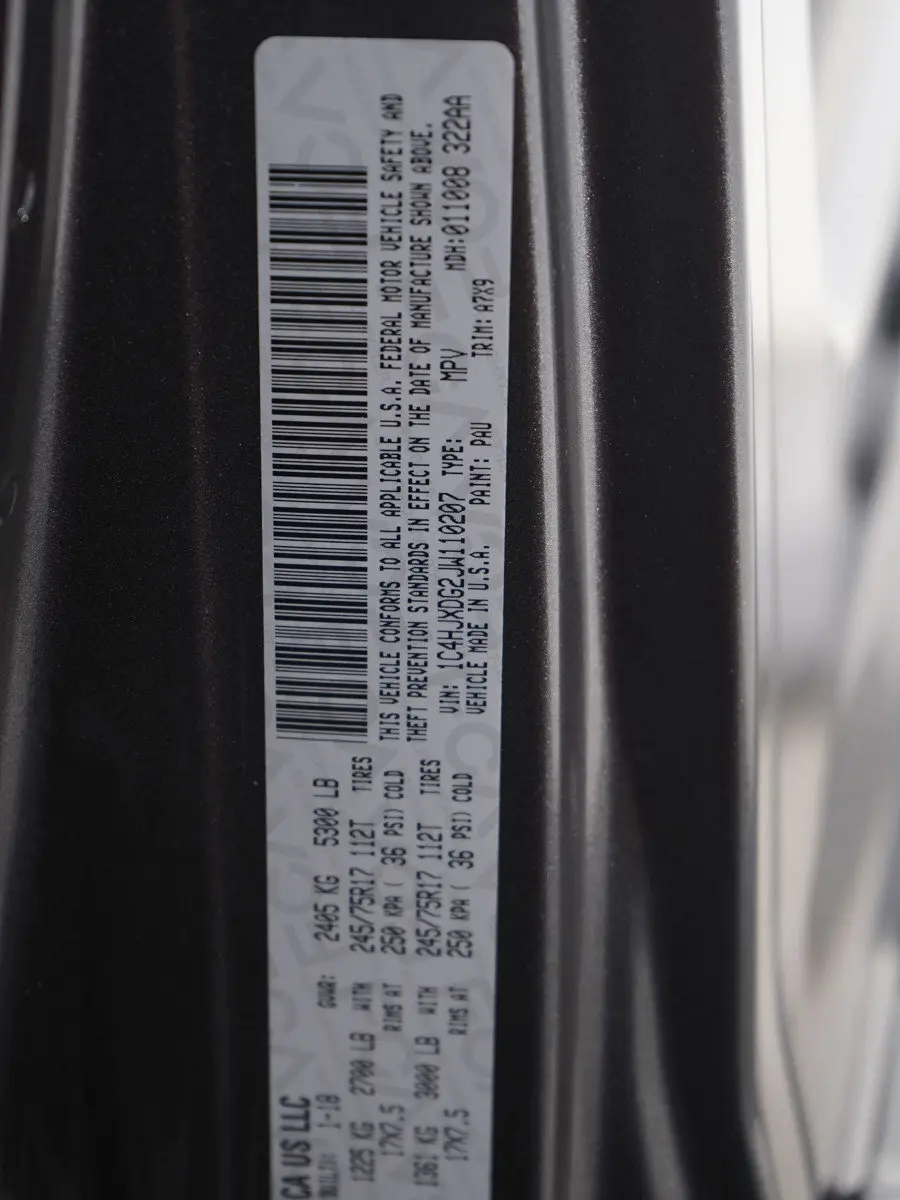 CA US LLC
1-18 GVWR: 2405 KG 5300 LB
1225 KG 2700 LB WITH 245/75R17 112T TIRES
17X7.5 RIMS AT 250 KPA ( 36 PSI) COLD
1361 KG 3000 LB WITH 245/75R17 112T TIRES
17X7.5 RIMS AT 250 KPA ( 36 PSI) COLD
THIS VEHICLE CONFORMS TO ALL APPLICABLE U.S.A. FEDERAL MOTOR VEHICLE SAFETY AND
THEFT PREVENTION STANDARDS IN EFFECT ON THE DATE OF MANUFACTURE SHOWN ABOVE.
VIN: 1C4HJXDG2JW110207 TYPE: MPV MDH:011008 322AA
VEHICLE MADE IN U.S.A. PAINT: PAU TRIM: A7X9